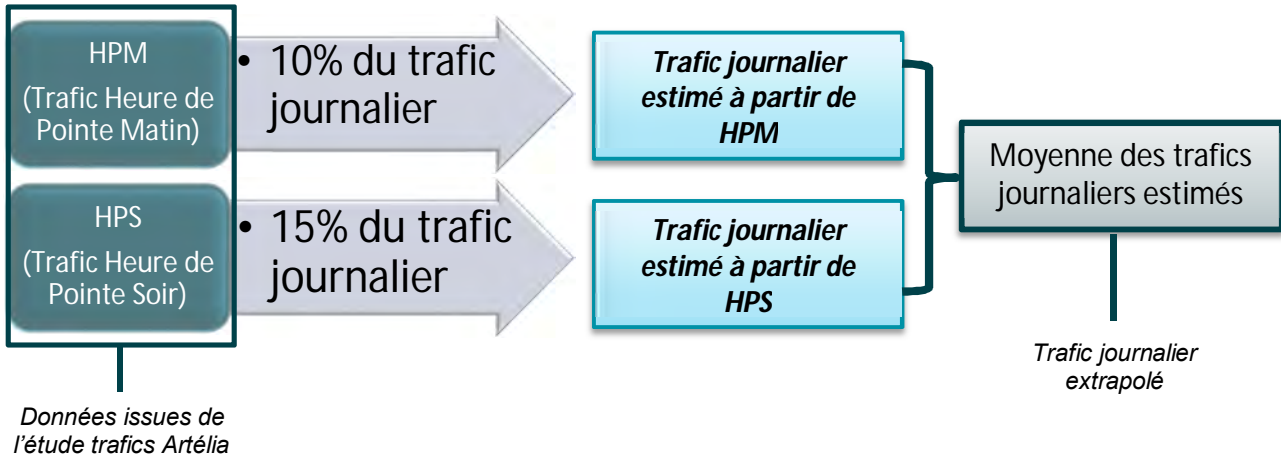 HPM
(Trafic Heure de
Pointe Matin)
• 10% du trafic
journalier
Trafic journalier
estimé à partir de
HPM
HPS
(Trafic Heure de
Pointe Soir)
• 15% du trafic
journalier
Trafic journalier
estimé à partir de
HPS
Moyenne des trafics
journaliers estimés
Données issues de
l’étude trafics Artélia
Trafic journalier
extrapolé